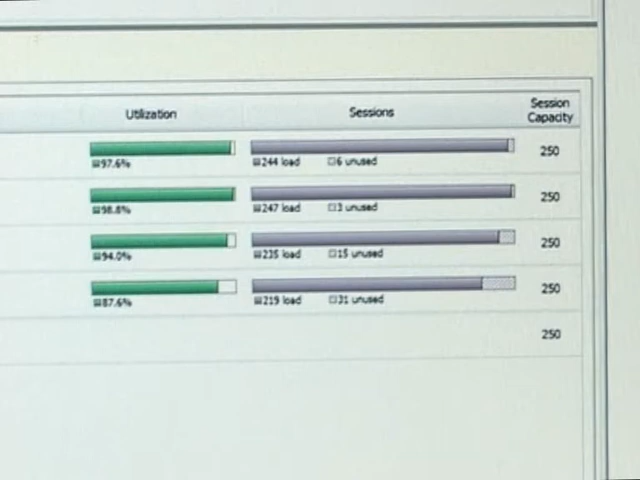 Utilization Sessions Session Capacity
97.6% 244 load 6 unused 250
98.8% 247 load 3 unused 250
94.0% 235 load 15 unused 250
87.6% 219 load 31 unused 250
250